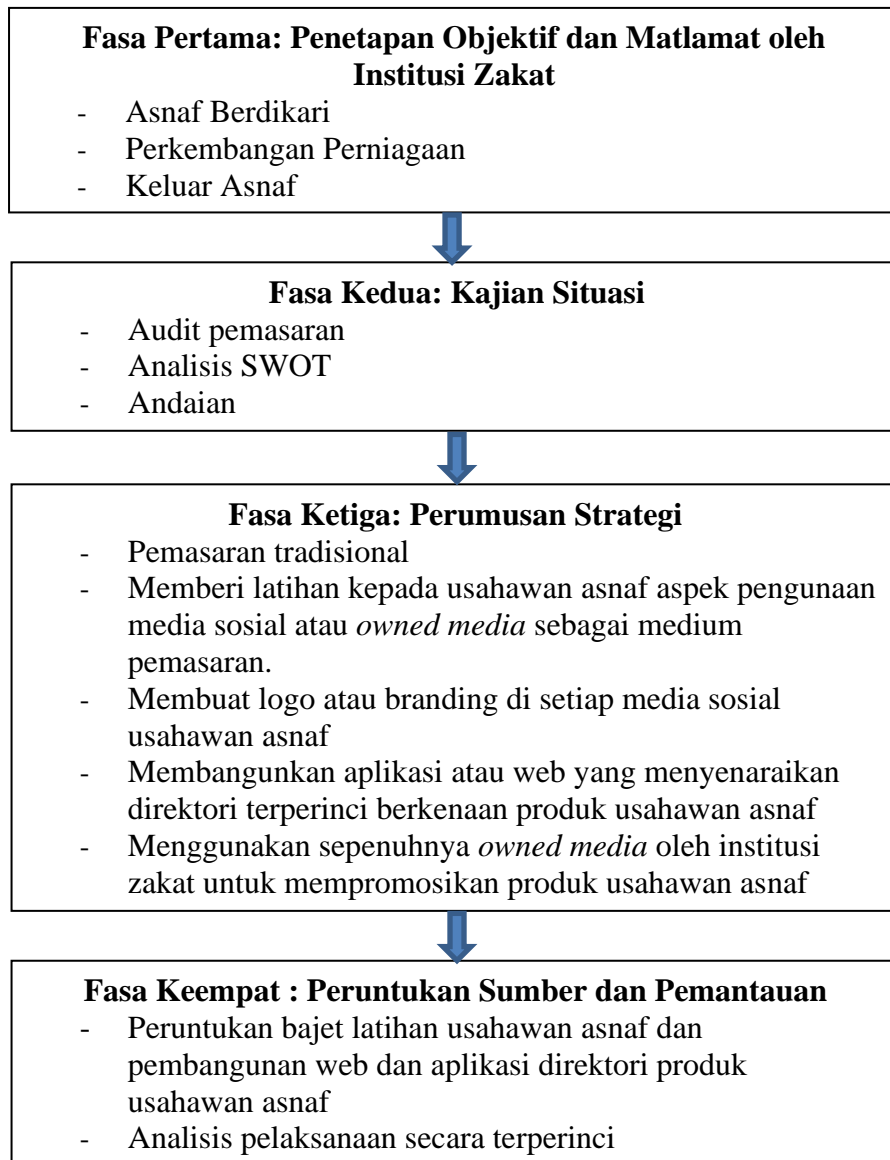 Fasa Pertama: Penetapan Objektif dan Matlamat oleh
Institusi Zakat
- Asnaf Berdikari
- Perkembangan Perniagaan
- Keluar Asnaf
Fasa Kedua: Kajian Situasi
- Audit pemasaran
- Analisis SWOT
- Andaian
Fasa Ketiga: Perumusan Strategi
- Pemasaran tradisional
- Memberi latihan kepada usahawan asnaf aspek pengunaan
media sosial atau owned media sebagai medium
pemasaran.
- Membuat logo atau branding di setiap media sosial
usahawan asnaf
- Membangunkan aplikasi atau web yang menyenaraikan
direktori terperinci berkenaan produk usahawan asnaf
- Menggunakan sepenuhnya owned media oleh institusi
zakat untuk mempromosikan produk usahawan asnaf
Fasa Keempat : Peruntukan Sumber dan Pemantauan
- Peruntukan bajet latihan usahawan asnaf dan
pembangunan web dan aplikasi direktori produk
usahawan asnaf
- Analisis pelaksanaan secara terperinci